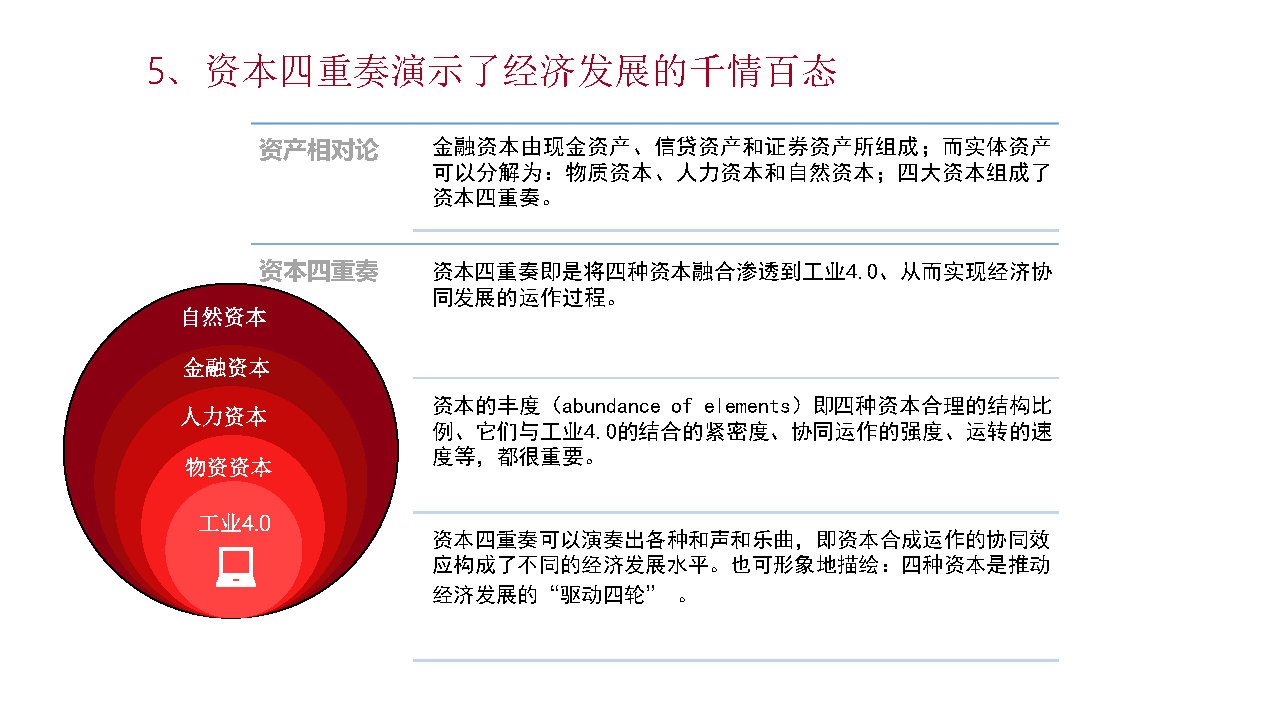 5、资本四重奏演示了经济发展的千情百态
资产相对论
金融资本由现金资产、信贷资产和证券资产所组成；而实体资产
可以分解为：物质资本、人力资本和自然资本；四大资本组成了
资本四重奏。
资本四重奏
资本四重奏即是将四种资本融合渗透到工业4.0、从而实现经济协
同发展的运作过程。
资本的丰度（abundance of elements）即四种资本合理的结构比
例、它们与工业4.0的结合的紧密度、协同运作的强度、运转的速
度等，都很重要。
资本四重奏可以演奏出各种和声和乐曲，即资本合成运作的协同效
应构成了不同的经济发展水平。也可形象地描绘：四种资本是推动
经济发展的“驱动四轮” 。
自然资本
金融资本
人力资本
物资资本
工业4.0